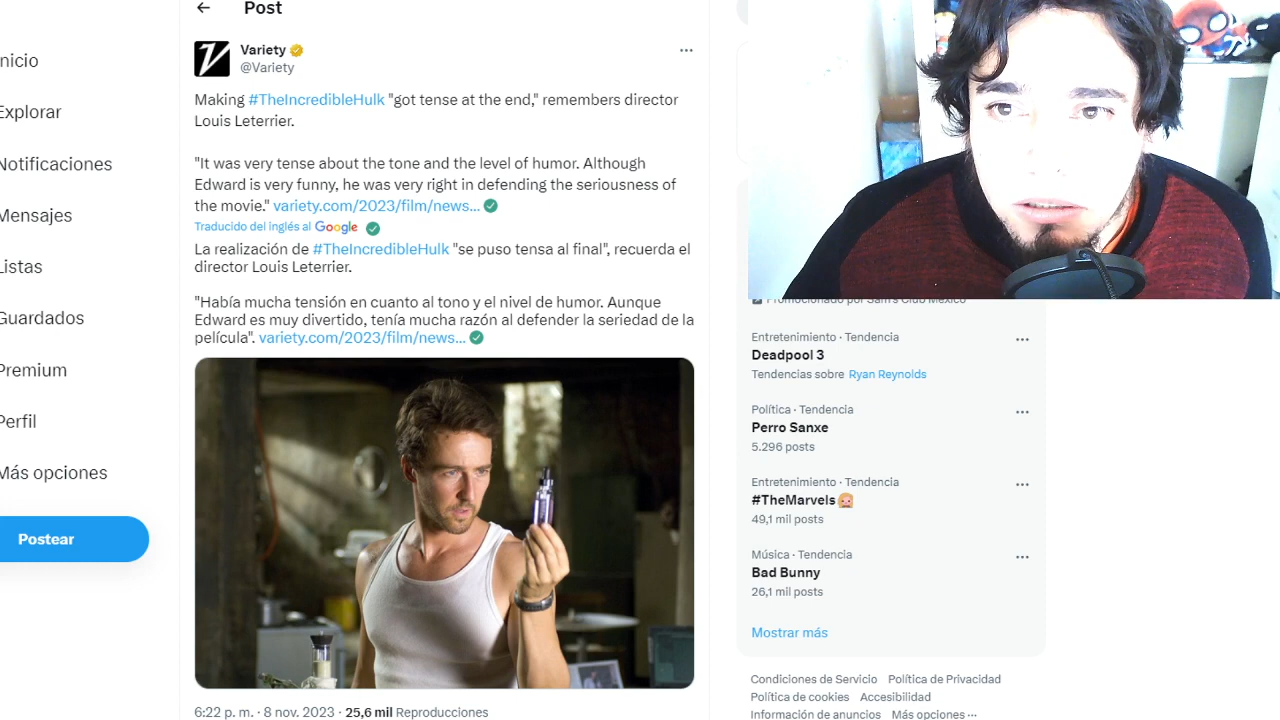 Post
Variety
@Variety
Making #TheIncredibleHulk "got tense at the end," remembers director
Louis Leterrier.
"It was very tense about the tone and the level of humor. Although
Edward is very funny, he was very right in defending the seriousness of
the movie." variety.com/2023/film/news...
Traducido del inglés al Google
La realización de #TheIncredibleHulk "se puso tensa al final", recuerda el
director Louis Leterrier.
"Había mucha tensión en cuanto al tono y el nivel de humor. Aunque
Edward es muy divertido, tenía mucha razón al defender la seriedad de la
película". variety.com/2023/film/news...
6:22 p. m. · 8 nov. 2023 · 25,6 mil Reproducciones
nicio
Explorar
Notificaciones
Mensajes
Listas
Guardados
Premium
Perfil
Más opciones
Postear
Promocionado por Sam's Club México
Entretenimiento · Tendencia
Deadpool 3
Tendencias sobre Ryan Reynolds
Política · Tendencia
Perro Sanxe
5.296 posts
Entretenimiento · Tendencia
#TheMarvels
49,1 mil posts
Música · Tendencia
Bad Bunny
26,1 mil posts
Mostrar más
Condiciones de Servicio Política de Privacidad
Política de cookies Accesibilidad
Información de anuncios Más opciones ···